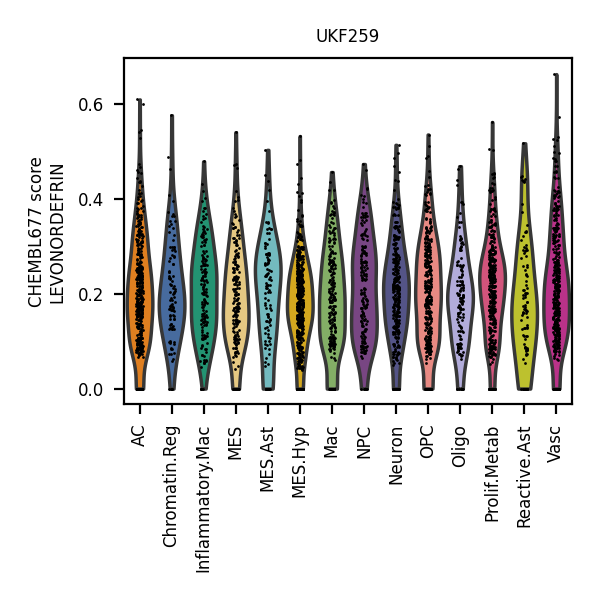 UKF259
CHEMBL677 score
LEVONORDEFRIN
0.6
0.4
0.2
0.0
AC
Chromatin.Reg
Inflammatory.Mac
MES
MES.Ast
MES.Hyp
Mac
NPC
Neuron
OPC
Oligo
Prolif.Metab
Reactive.Ast
Vasc